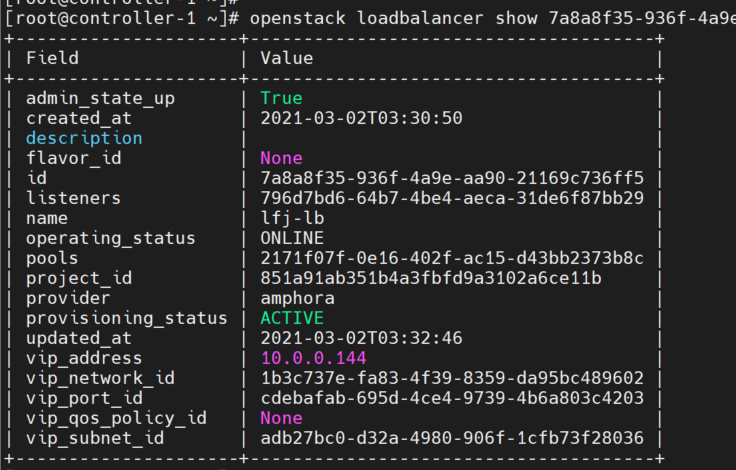 [root@controller-1 ~]#
[root@controller-1 ~]# openstack loadbalancer show 7a8a8f35-936f-4a9e
+---------------------+--------------------------------------+
| Field               | Value                                |
+---------------------+--------------------------------------+
| admin_state_up      | True                                 |
| created_at          | 2021-03-02T03:30:50                  |
| description         |                                      |
| flavor_id           | None                                 |
| id                  | 7a8a8f35-936f-4a9e-aa90-21169c736ff5 |
| listeners           | 796d7bd6-64b7-4be4-aeca-31de6f87bb29 |
| name                | lfj-lb                               |
| operating_status    | ONLINE                               |
| pools               | 2171f07f-0e16-402f-ac15-d43bb2373b8c |
| project_id          | 851a91ab351b4a3fbfd9a3102a6ce11b     |
| provider            | amphora                              |
| provisioning_status | ACTIVE                               |
| updated_at          | 2021-03-02T03:32:46                  |
| vip_address         | 10.0.0.144                           |
| vip_network_id      | 1b3c737e-fa83-4f39-8359-da95bc489602 |
| vip_port_id         | cdebafab-695d-4ce4-9739-4b6a803c4203 |
| vip_qos_policy_id   | None                                 |
| vip_subnet_id       | adb27bc0-d32a-4980-906f-1cfb73f28036 |
+---------------------+--------------------------------------+